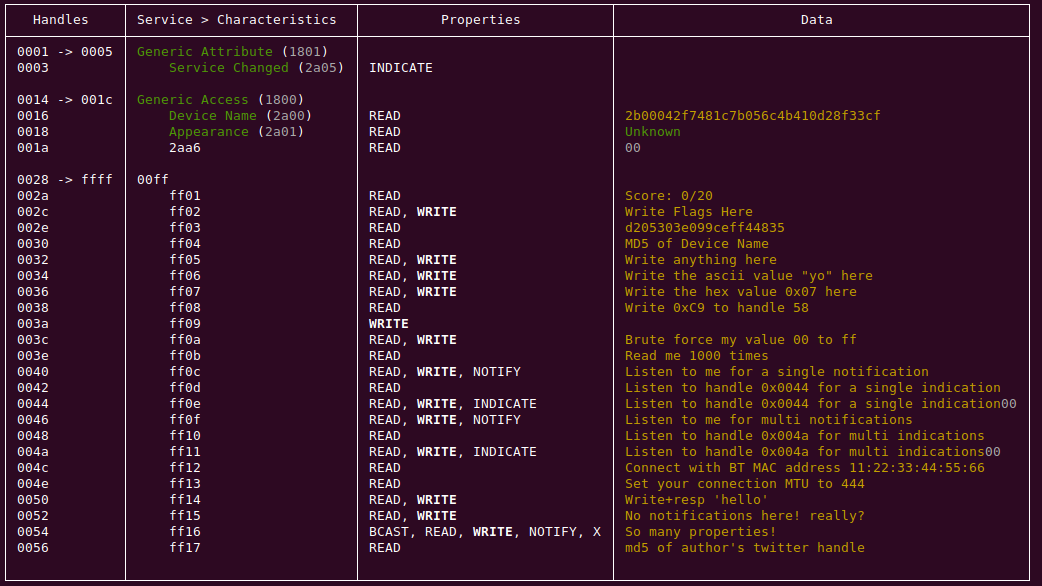 Handles Service > Characteristics Properties Data
0001 -> 0005 Generic Attribute (1801)
0003 Service Changed (2a05) INDICATE
0014 -> 001c Generic Access (1800)
0016 Device Name (2a00) READ 2b00042f7481c7b056c4b410d28f33cf
0018 Appearance (2a01) READ Unknown
001a 2aa6 READ 00
0028 -> ffff 00ff
002a ff01 READ Score: 0/20
002c ff02 READ, WRITE Write Flags Here
002e ff03 READ d205303e099ceff44835
0030 ff04 READ MD5 of Device Name
0032 ff05 READ, WRITE Write anything here
0034 ff06 READ, WRITE Write the ascii value "yo" here
0036 ff07 READ, WRITE Write the hex value 0x07 here
0038 ff08 READ Write 0xC9 to handle 58
003a ff09 WRITE
003c ff0a READ, WRITE Brute force my value 00 to ff
003e ff0b READ Read me 1000 times
0040 ff0c READ, WRITE, NOTIFY Listen to me for a single notification
0042 ff0d READ Listen to handle 0x0044 for a single indication
0044 ff0e READ, WRITE, INDICATE Listen to handle 0x0044 for a single indication00
0046 ff0f READ, WRITE, NOTIFY Listen to me for multi notifications
0048 ff10 READ Listen to handle 0x004a for multi indications
004a ff11 READ, WRITE, INDICATE Listen to handle 0x004a for multi indications00
004c ff12 READ Connect with BT MAC address 11:22:33:44:55:66
004e ff13 READ Set your connection MTU to 444
0050 ff14 READ, WRITE Write+resp 'hello'
0052 ff15 READ, WRITE No notifications here! really?
0054 ff16 BCAST, READ, WRITE, NOTIFY, X So many properties!
0056 ff17 READ md5 of author's twitter handle